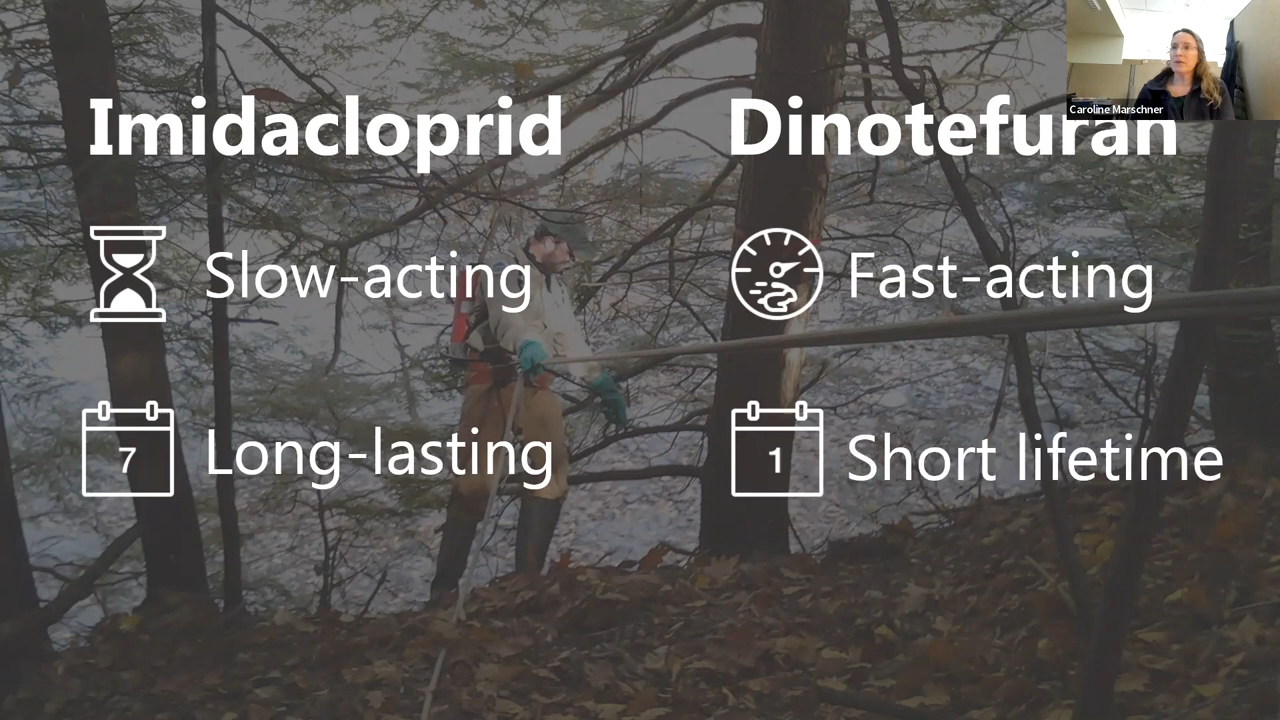 Imidacloprid
Dinotefuran
Caroline Marschner
Slow-acting
Fast-acting
7
Long-lasting
1
Short lifetime